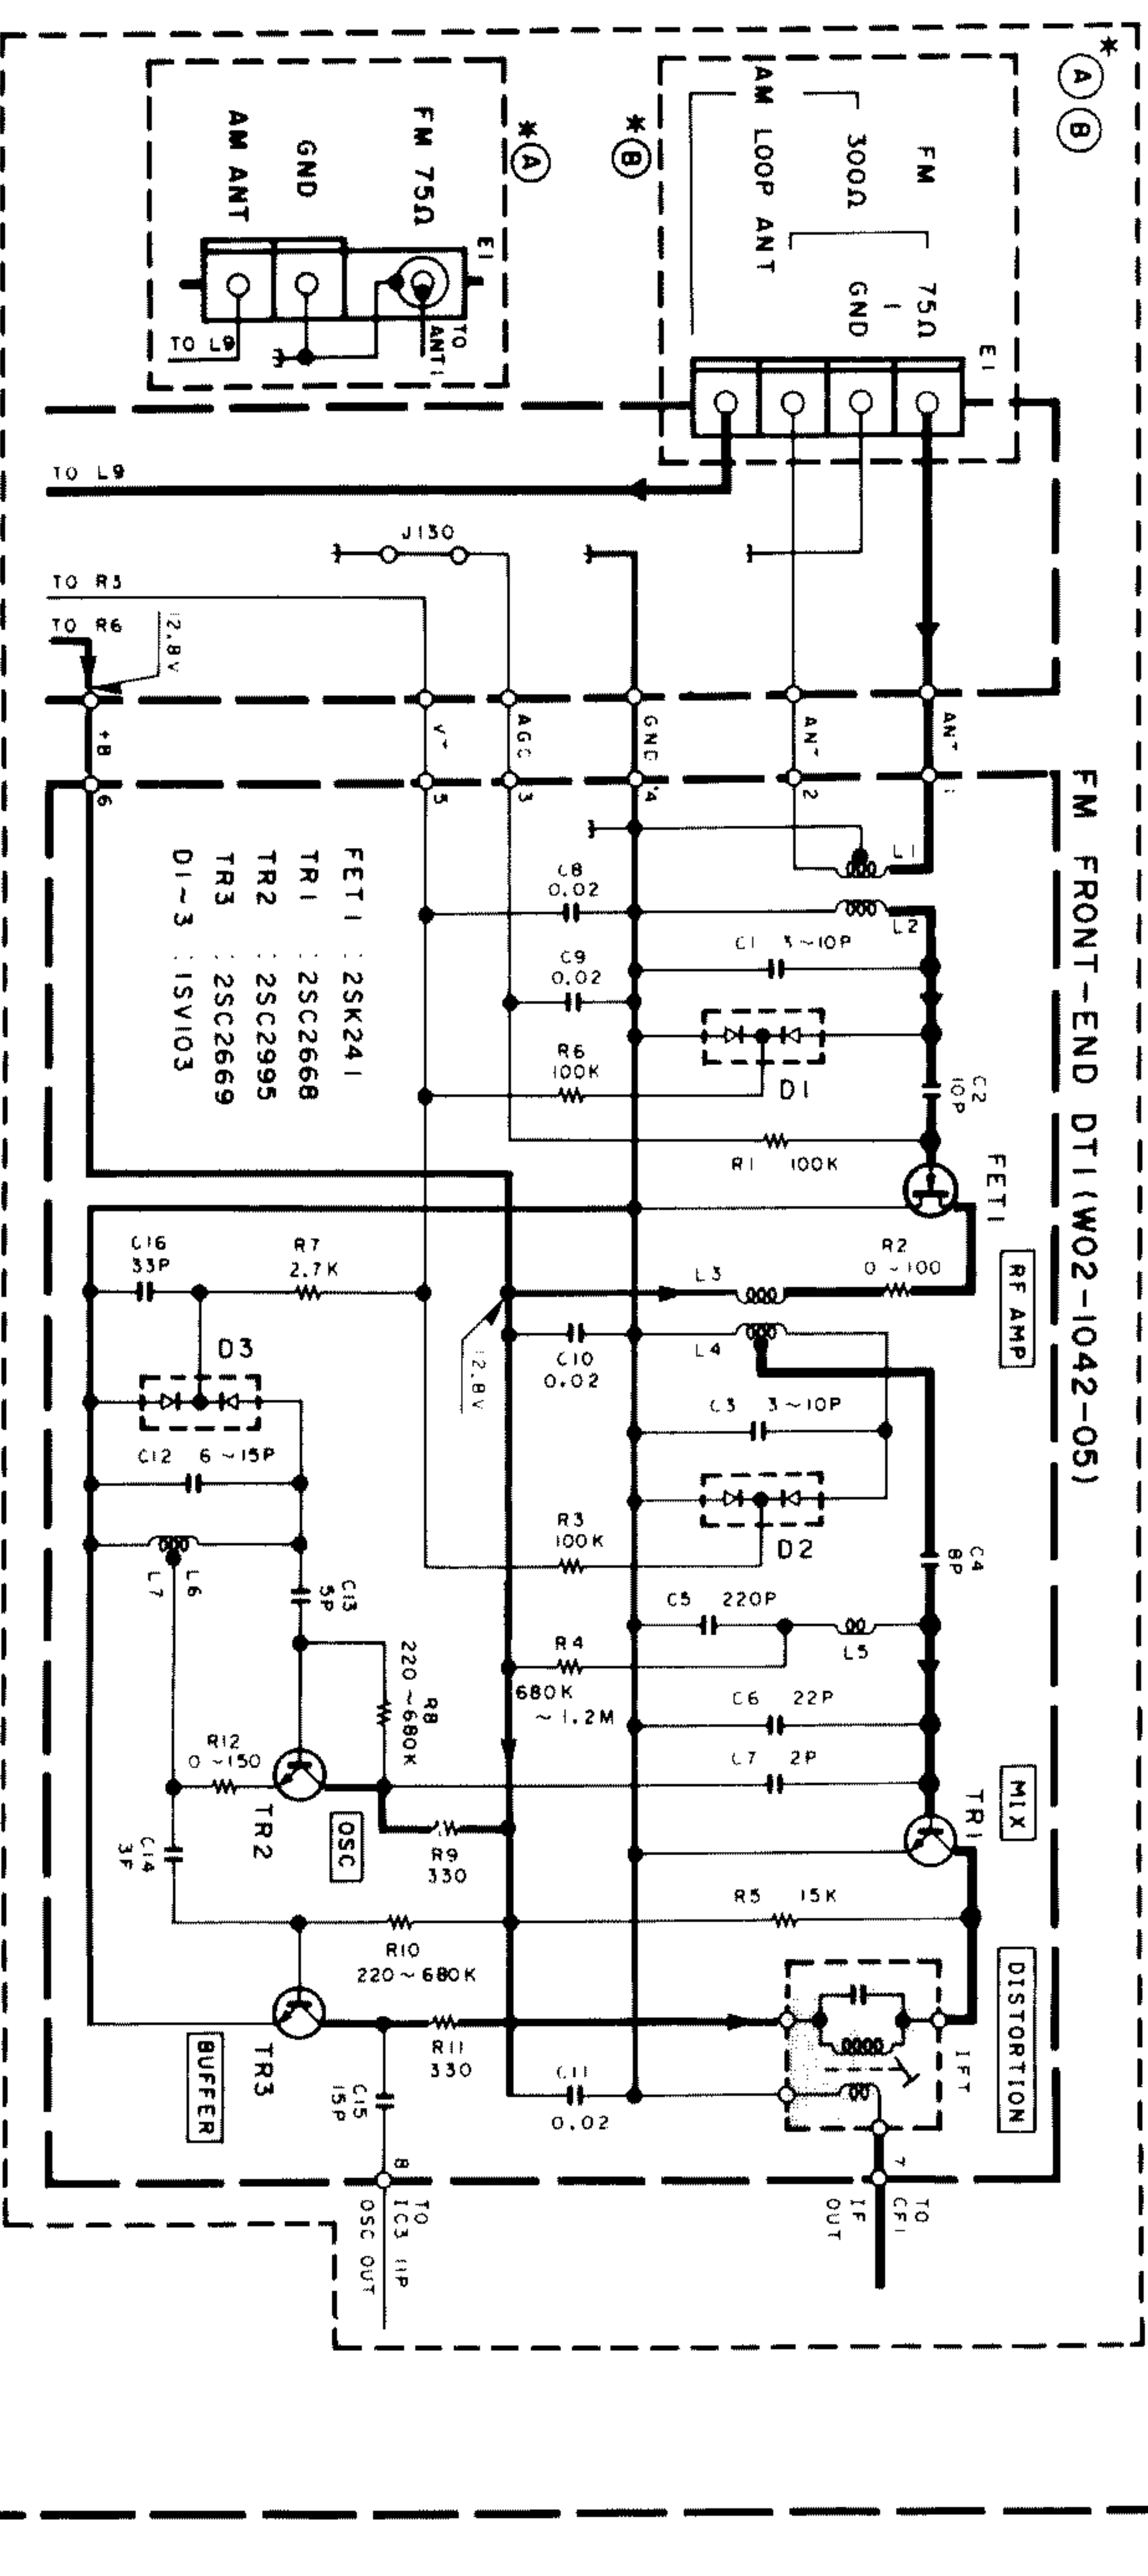 * A B
AM LOOP ANT
300Ω
FM
75Ω
GND
E1
* B
* A
FM 75Ω
GND
AM ANT
E1
TO ANT1
TO L9
TO L9
J130
TO R3
TO R6
12.8V
+B
AGC
GND
6
5
3
4
2
1
FM FRONT-END DT1 (W02-1042-05)
L1
L2
C8
0.02
C1 3~10P
C9
0.02
R6
100K
D1
C2
10P
R1 100K
FET1
FET1 : 2SK241
TR1 : 2SC2668
TR2 : 2SC2995
TR3 : 2SC2669
D1~3 : 1SV103
RF AMP
R2
0~100
L3
L4
C16
33P
R7
2.7K
D3
12.8V
C10
0.02
C3 3~10P
C12 6~15P
D2
R3
100K
C4
8P
L6
L7
C13
5P
C5 220P
L5
R4
680K
~1.2M
R8
220~680K
C6 22P
R12
0~150
C7 2P
MIX
TR1
TR2
OSC
R9
330
C14
R5 15K
R10
220~680K
DISTORTION
IFT
TR3
BUFFER
R11
330
C15
15P
C11
0.02
8
7
TO
IC3 11P
OSC OUT
TO
CF1
IF
OUT